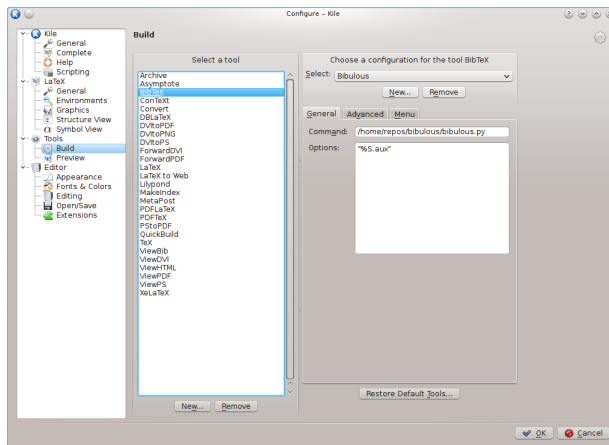 Configure – Kile
Kile
General
Complete
Help
Scripting
LaTeX
General
Environments
Graphics
Structure View
Symbol View
Tools
Build
Preview
Editor
Appearance
Fonts & Colors
Editing
Open/Save
Extensions
Build
Select a tool
Archive
Asymptote
BibTeX
ConTeXt
Convert
DBLaTeX
DVItoPDF
DVItoPNG
DVItoPS
ForwardDVI
ForwardPDF
LaTeX
LaTeX to Web
Lilypond
MakeIndex
MetaPost
PDFLaTeX
PDFTeX
PStoPDF
QuickBuild
TeX
ViewBib
ViewDVI
ViewHTML
ViewPDF
ViewPS
XeLaTeX
New...
Remove
Choose a configuration for the tool BibTeX
Select: Bibulous
New...
Remove
General Advanced Menu
Command: /home/repos/bibulous/bibulous.py
Options: "%S.aux"
Restore Default Tools...
OK
Cancel